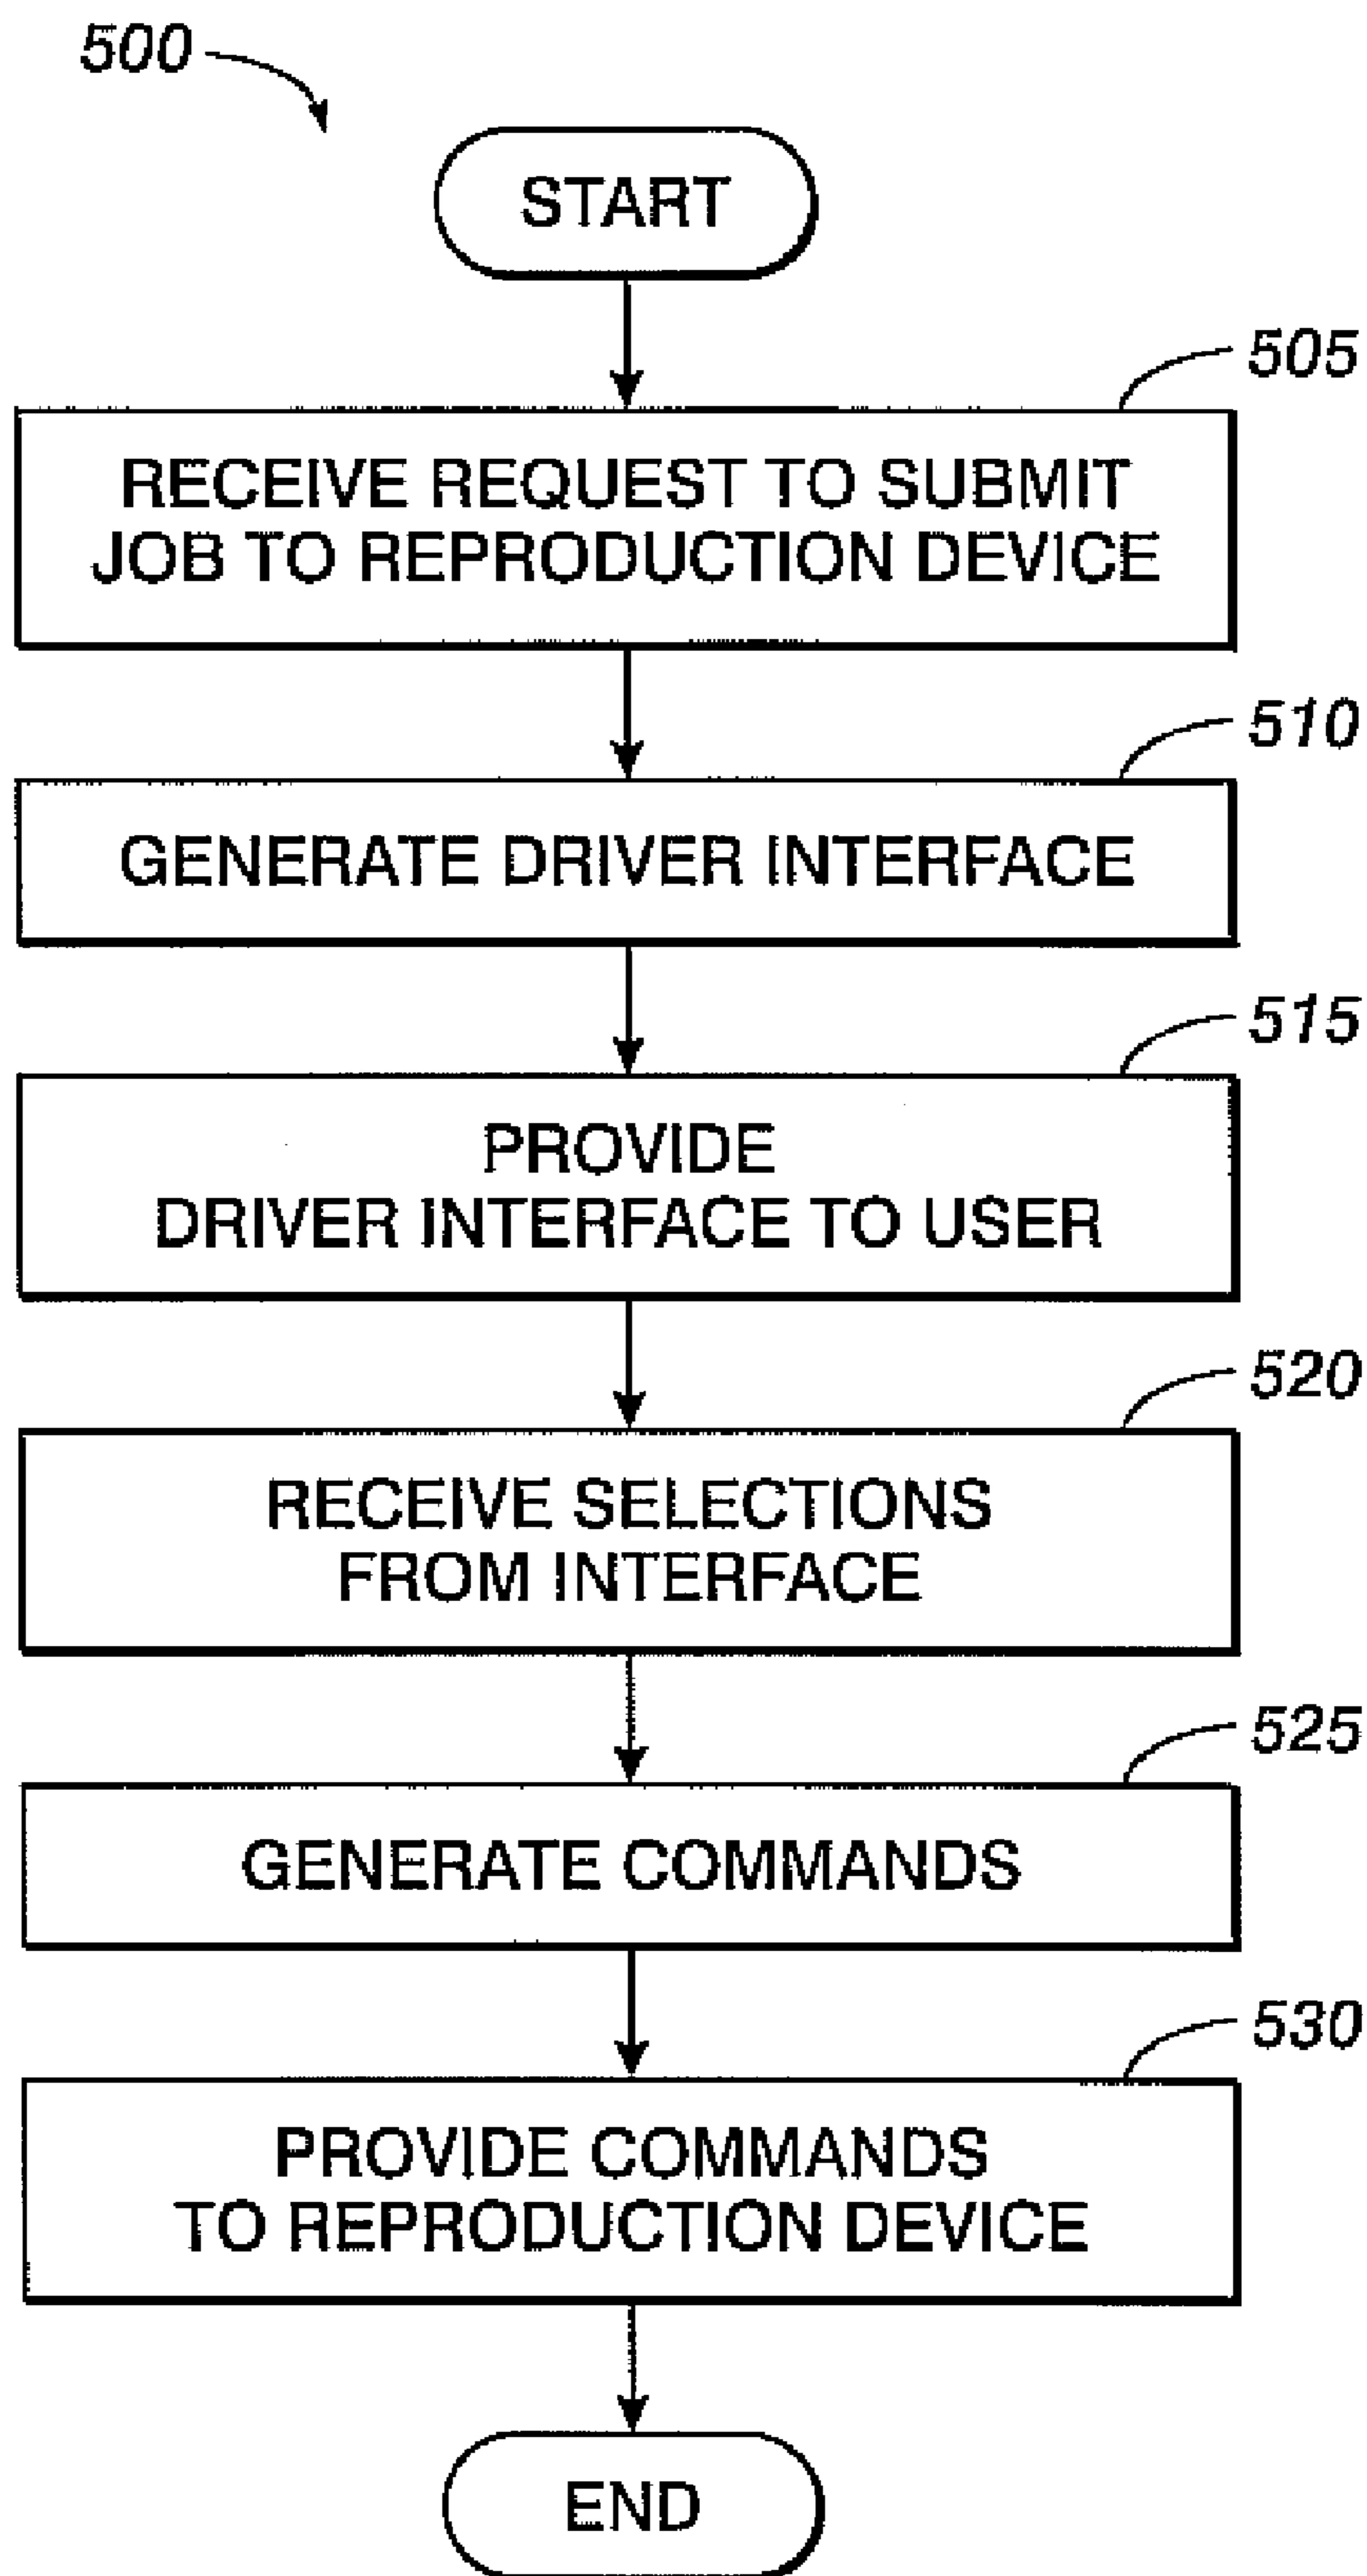 500
START
505
RECEIVE REQUEST TO SUBMIT
JOB TO REPRODUCTION DEVICE
510
GENERATE DRIVER INTERFACE
515
PROVIDE
DRIVER INTERFACE TO USER
520
RECEIVE SELECTIONS
FROM INTERFACE
525
GENERATE COMMANDS
530
PROVIDE COMMANDS
TO REPRODUCTION DEVICE
END